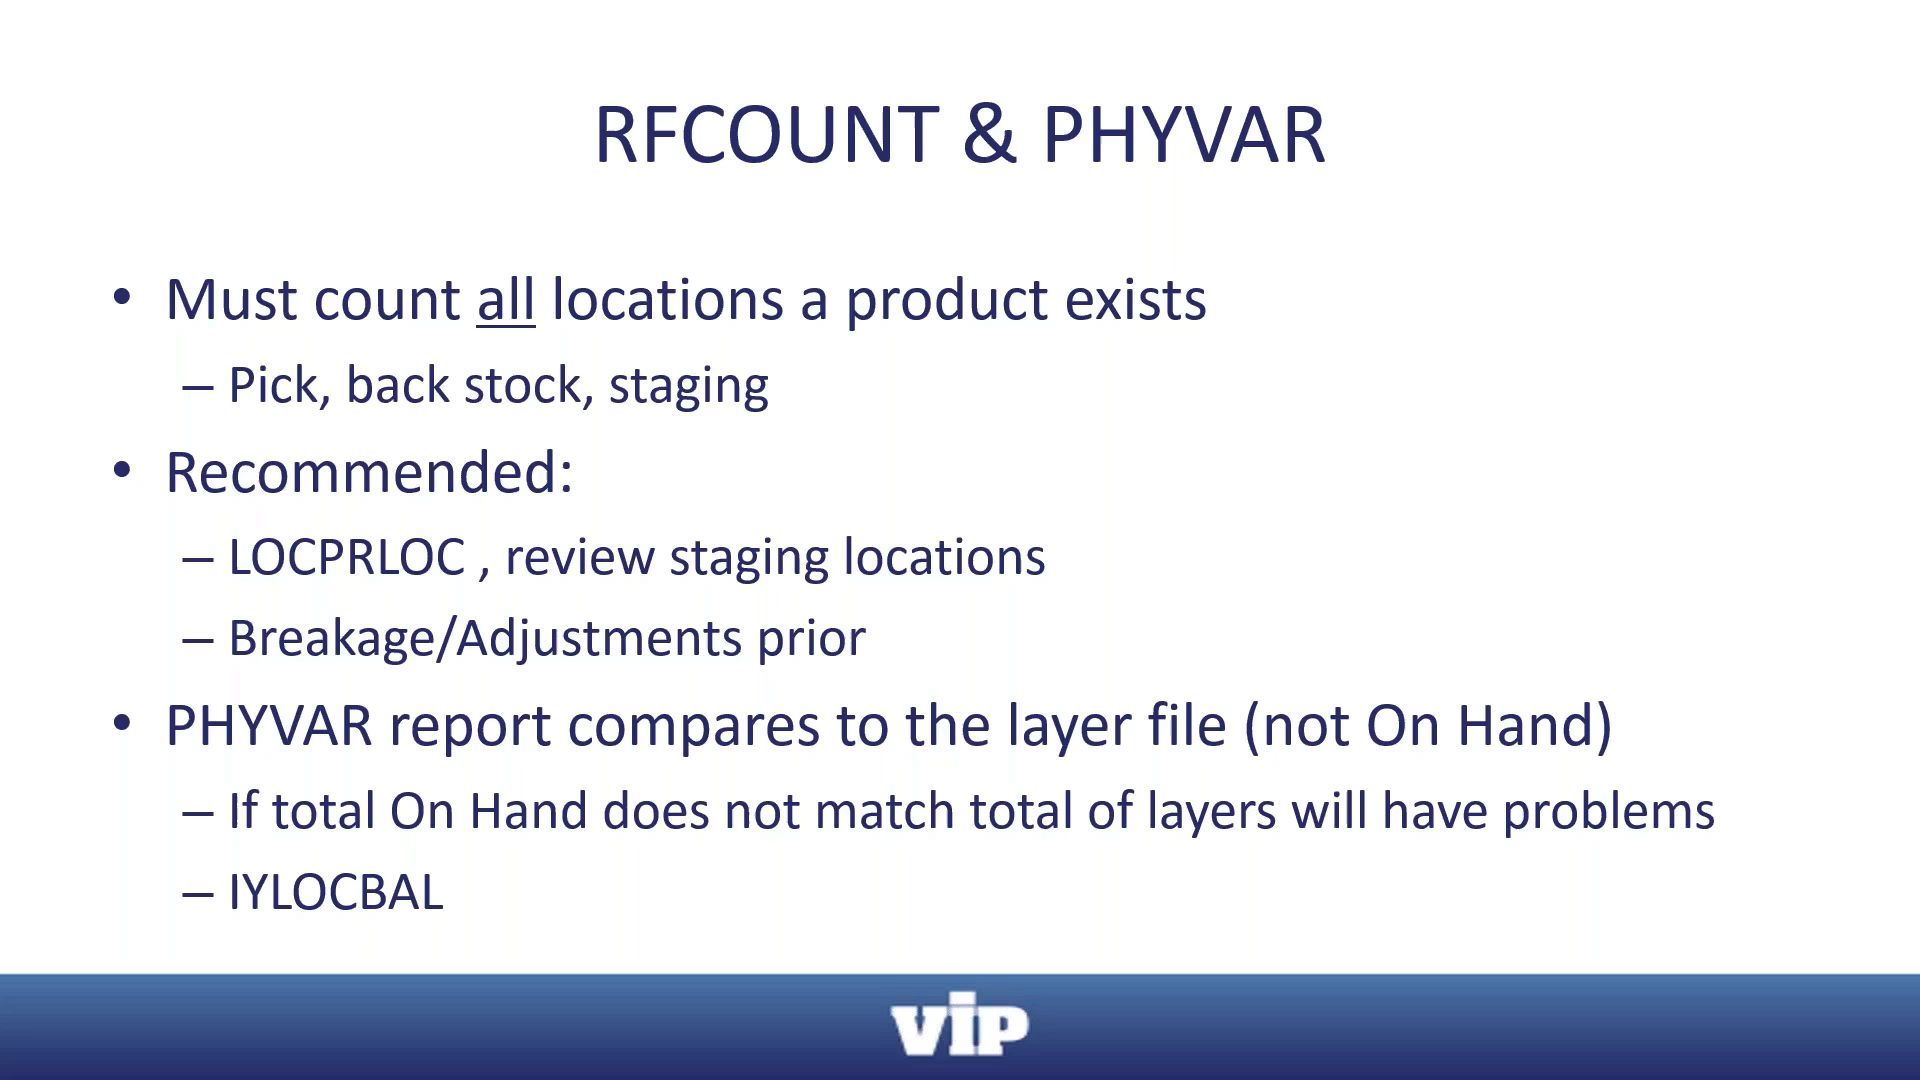 RFCOUNT & PHYVAR
• Must count all locations a product exists
– Pick, back stock, staging
• Recommended:
– LOCPRLOC , review staging locations
– Breakage/Adjustments prior
• PHYVAR report compares to the layer file (not On Hand)
– If total On Hand does not match total of layers will have problems
– IYLOCBAL
vip